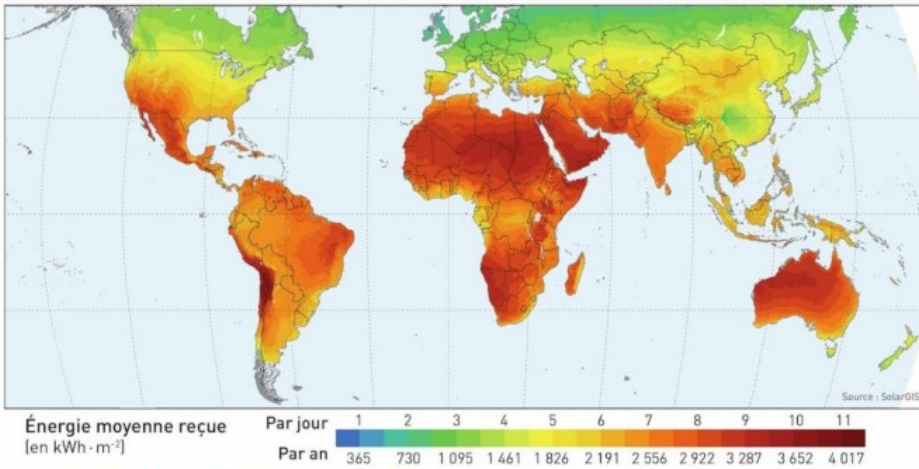 Source : SolarGIS
Énergie moyenne reçue
(en kWh · m⁻²)
Par jour 1 2 3 4 5 6 7 8 9 10 11
Par an 365 730 1 095 1 461 1 826 2 191 2 556 2 922 3 287 3 652 4 017